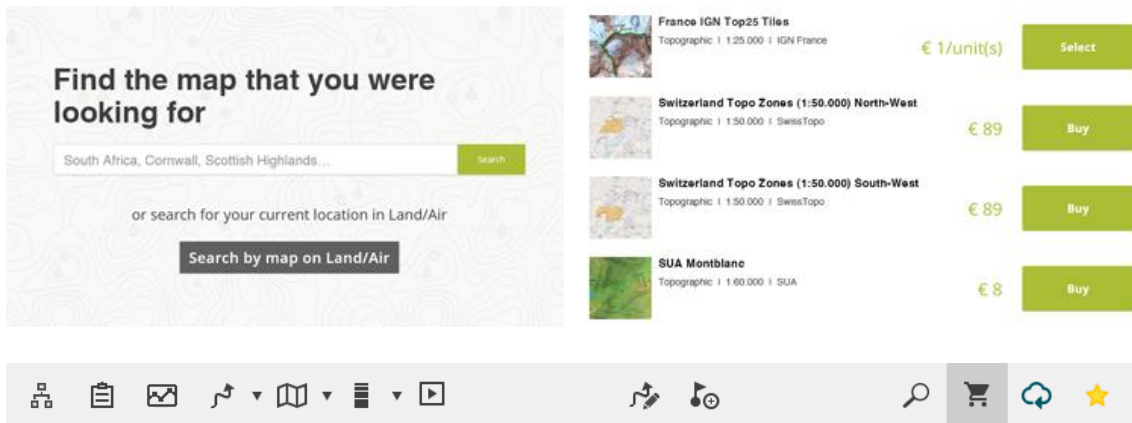 Find the map that you were
looking for
South Africa, Cornwall, Scottish Highlands...
Search
or search for your current location in Land/Air
Search by map on Land/Air
France IGN Top25 Tiles
Topographic I 1:25.000 I IGN France
€ 1/unit(s)
Select
Switzerland Topo Zones (1:50.000) North-West
Topographic I 1:50.000 I SwissTopo
€ 89
Buy
Switzerland Topo Zones (1:50.000) South-West
Topographic I 1:50.000 I SwissTopo
€ 89
Buy
SUA Montblanc
Topographic I 1:60.000 I SUA
€ 8
Buy